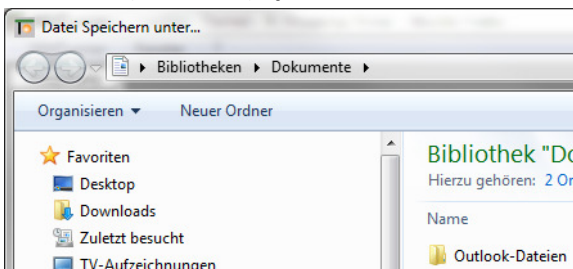 Datei Speichern unter...
Bibliotheken Dokumente
Organisieren Neuer Ordner
Favoriten
Desktop
Downloads
Zuletzt besucht
TV-Aufzeichnungen
Bibliothek "Do
Hierzu gehören: 2 Or
Name
Outlook-Dateien